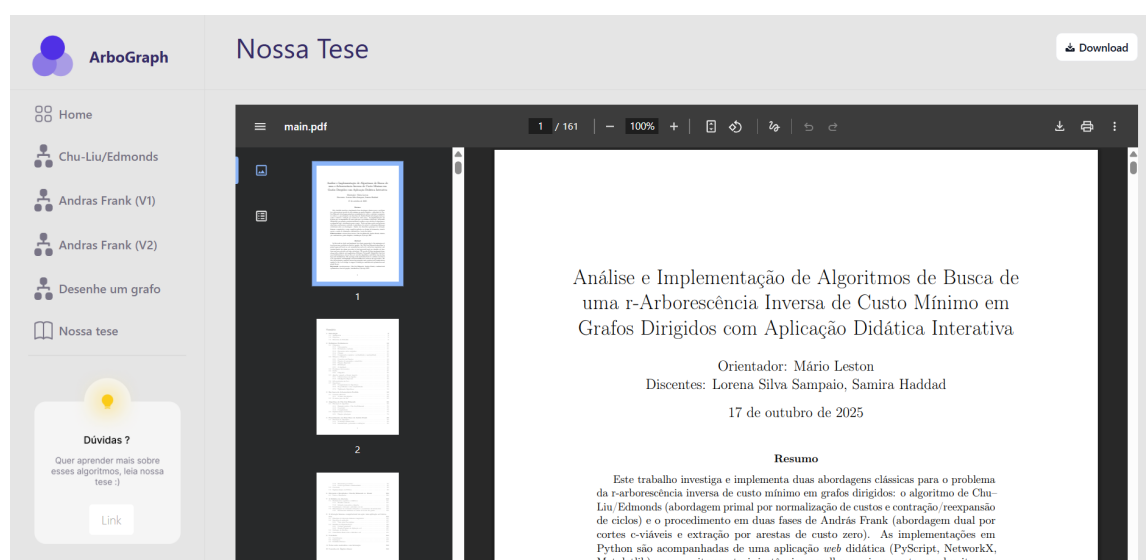 ArboGraph
Nossa Tese
Download
Home
Chu-Liu/Edmonds
Andras Frank (V1)
Andras Frank (V2)
Desenhe um grafo
Nossa tese
Dúvidas ?
Quer aprender mais sobre
esses algoritmos, leia nossa
tese :)
Link
main.pdf
1 / 161
100%
1
2
Análise e Implementação de Algoritmos de Busca de
uma r-Arborescência Inversa de Custo Mínimo em
Grafos Dirigidos com Aplicação Didática Interativa
Orientador: Mário Leston
Discentes: Lorena Silva Sampaio, Samira Haddad
17 de outubro de 2025
Resumo
Este trabalho investiga e implementa duas abordagens clássicas para o problema
da r-arborescência inversa de custo mínimo em grafos dirigidos: o algoritmo de Chu–
Liu/Edmonds (abordagem primal por normalização de custos e contração/reexpansão
de ciclos) e o procedimento em duas fases de András Frank (abordagem dual por
cortes c-viáveis e extração por arestas de custo zero). As implementações em
Python são acompanhadas de uma aplicação web didática (PyScript, NetworkX,